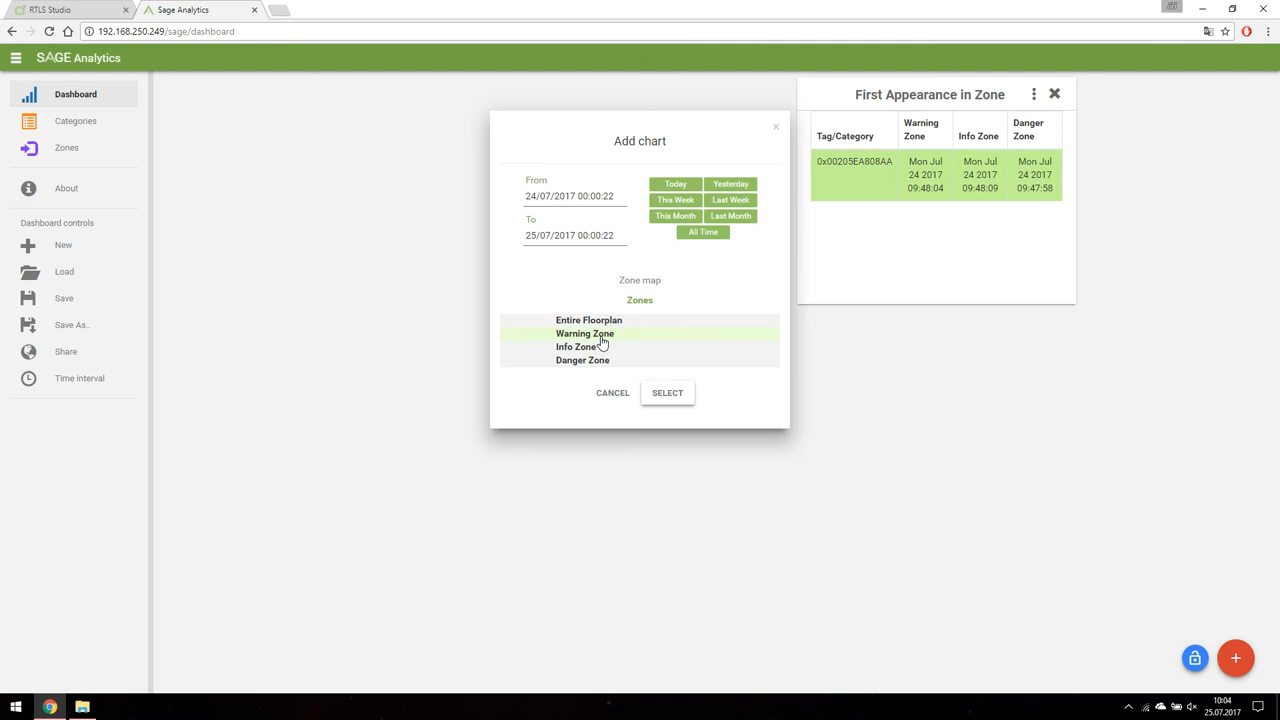 RTLS Studio
Sage Analytics
192.168.250.249/sage/dashboard
SAGE Analytics
Dashboard
Categories
Zones
About
Dashboard controls
New
Load
Save
Save As..
Share
Time interval
Add chart
From
24/07/2017 00:00:22
To
25/07/2017 00:00:22
Today Yesterday
This Week Last Week
This Month Last Month
All Time
Zone map
Zones
Entire Floorplan
Warning Zone
Info Zone
Danger Zone
CANCEL SELECT
First Appearance in Zone
Tag/Category Warning Zone Info Zone Danger Zone
0x00205EA808AA Mon Jul 24 2017 09:48:04 Mon Jul 24 2017 09:48:09 Mon Jul 24 2017 09:47:58
10:04
25.07.2017